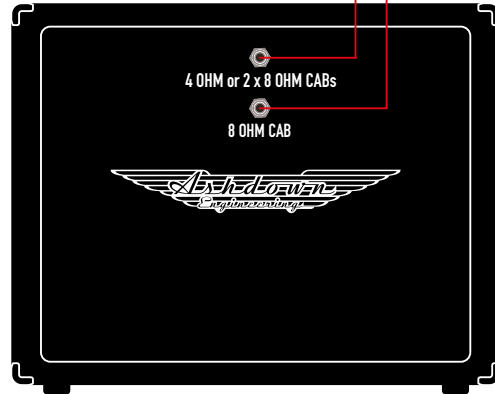 4 OHM or 2 x 8 OHM CABs
8 OHM CAB
Ashdown
Engineering